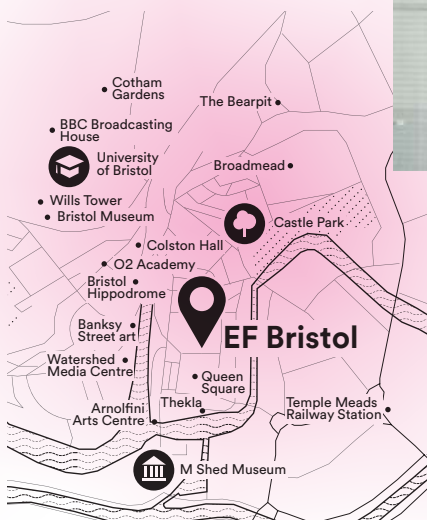 Cotham
Gardens
The Bearpit
BBC Broadcasting
House
University
of Bristol
Broadmead
Wills Tower
Bristol Museum
Castle Park
Colston Hall
O2 Academy
Bristol
Hippodrome
Banksy
Street art
EF Bristol
Watershed
Media Centre
Queen
Square
Thekla
Arnolfini
Arts Centre
Temple Meads
Railway Station
M Shed Museum